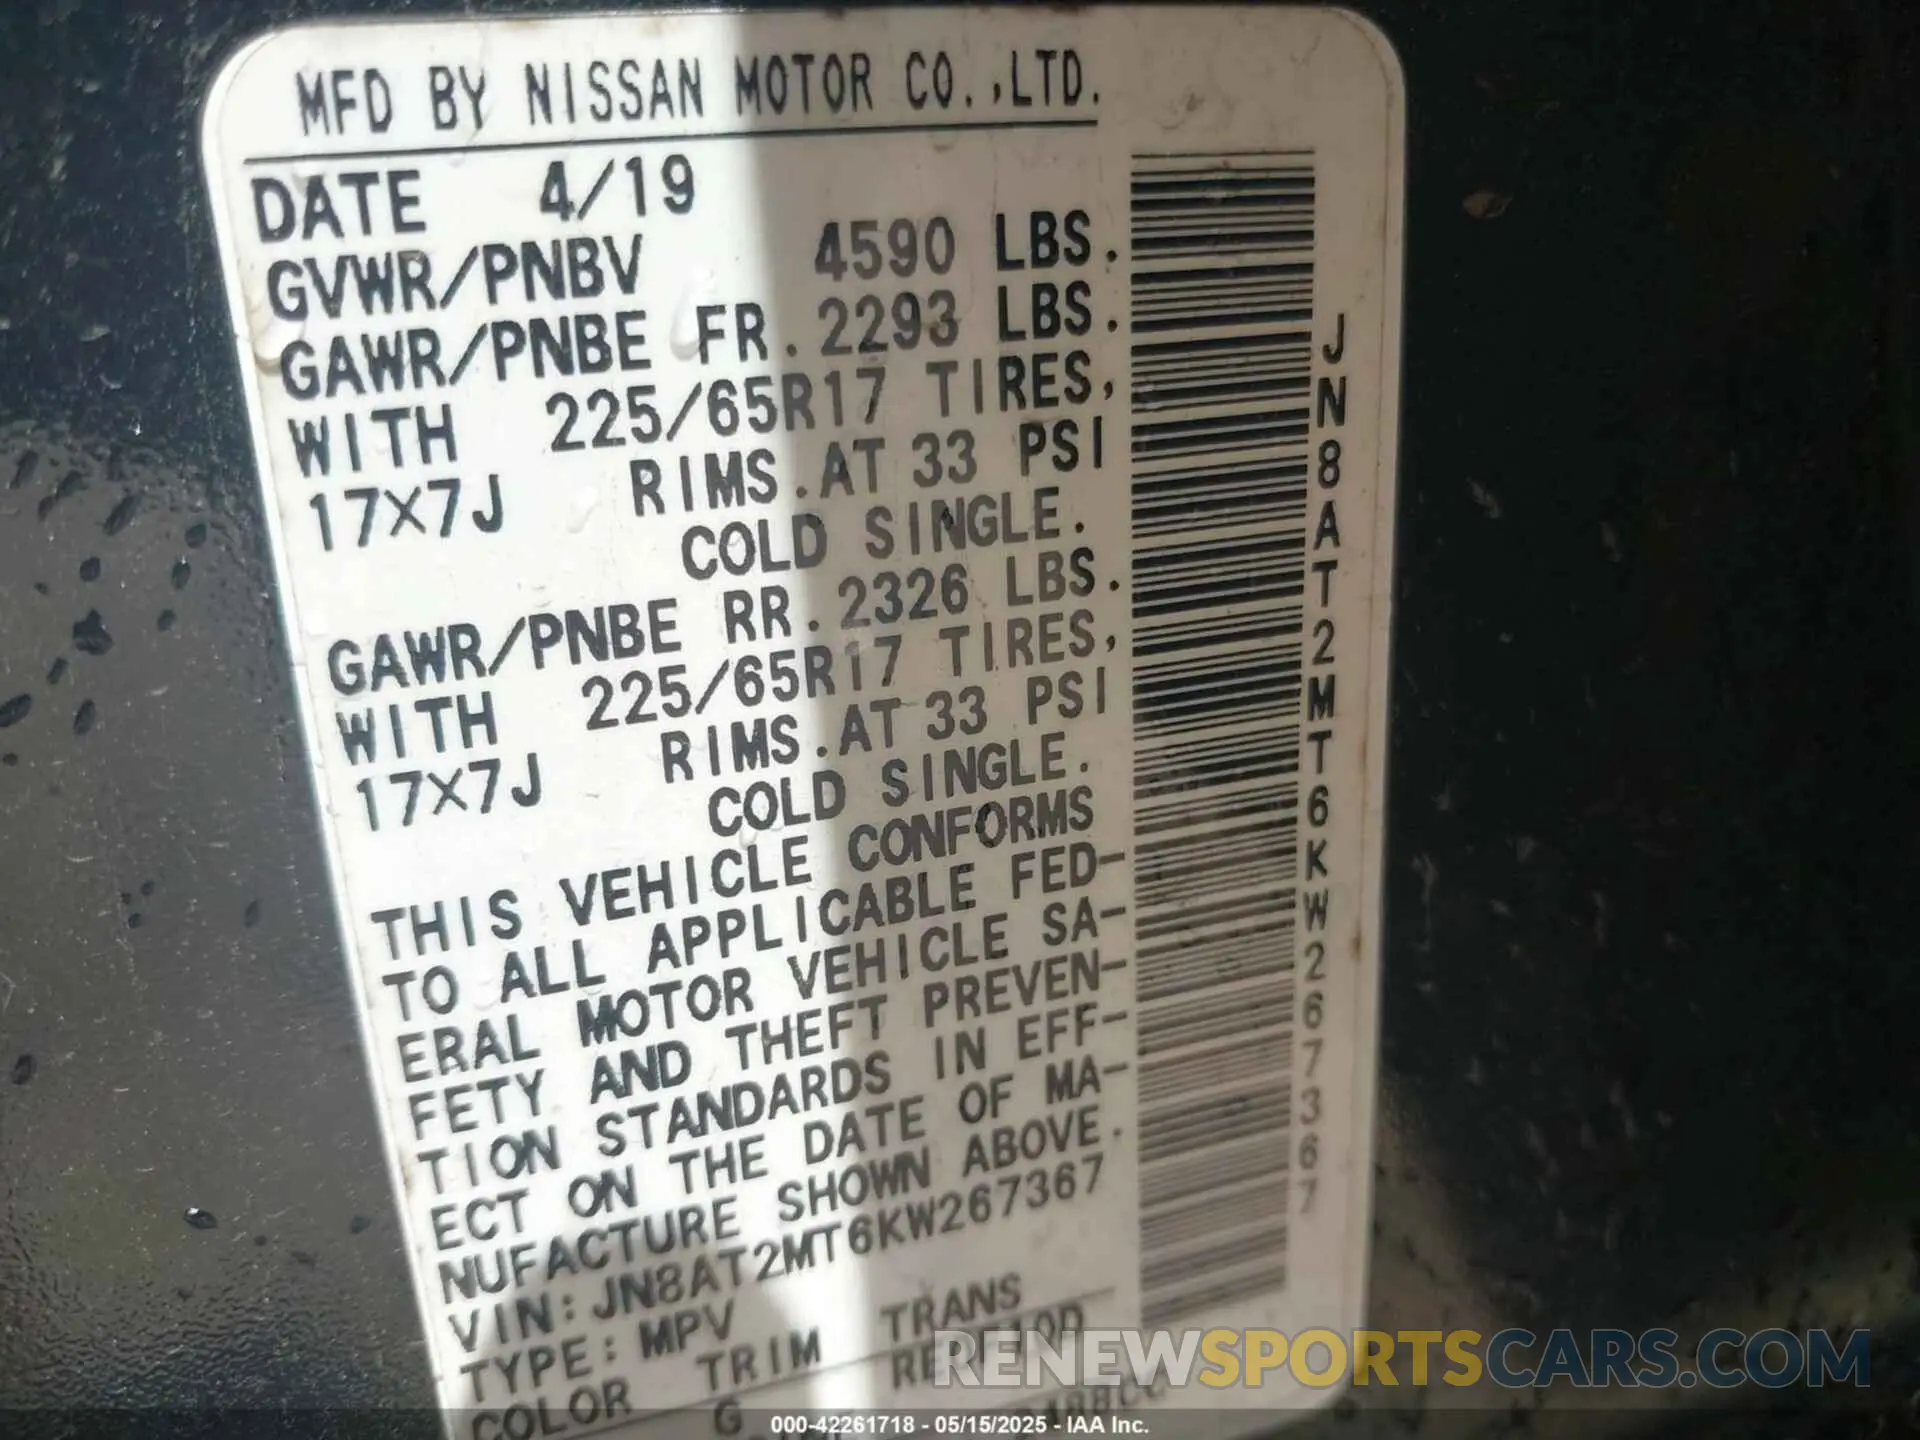 MFD BY NISSAN MOTOR CO.,LTD.
DATE 4/19
GVWR/PNBV 4590 LBS.
GAWR/PNBE FR. 2293 LBS.
WITH 225/65R17 TIRES,
17X7J RIMS.AT 33 PSI
COLD SINGLE.
GAWR/PNBE RR. 2326 LBS.
WITH 225/65R17 TIRES,
17X7J RIMS.AT 33 PSI
COLD SINGLE.
THIS VEHICLE CONFORMS
TO ALL APPLICABLE FED-
ERAL MOTOR VEHICLE SA-
FETY AND THEFT PREVEN-
TION STANDARDS IN EFF-
ECT ON THE DATE OF MA-
NUFACTURE SHOWN ABOVE.
VIN: JN8AT2MT6KW267367
TYPE: MPV
COLOR TRIM TRANS
G
JN8AT2MT6KW267367
RENEWSPORTSCARS.COM
000-42261718 - 05/15/2025 - IAA Inc.